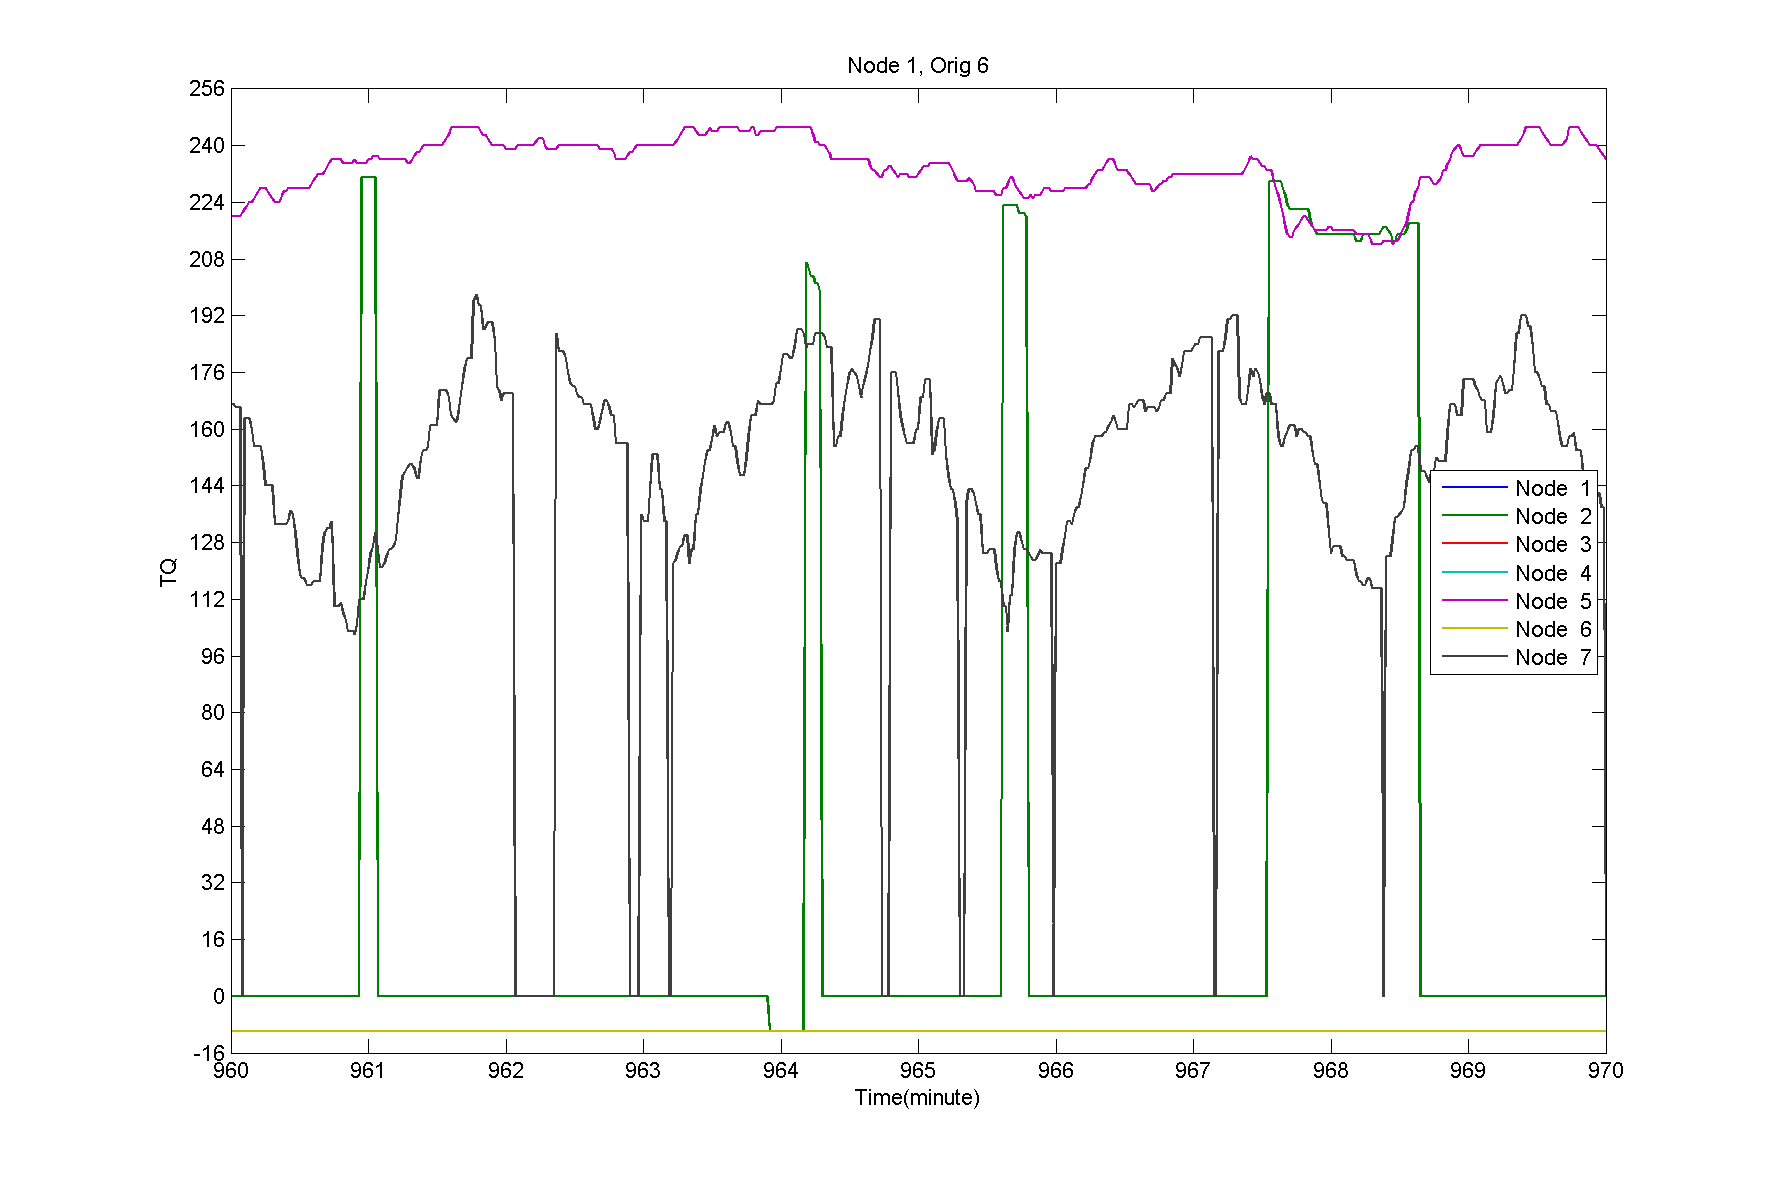 Node 1, Orig 6
256
240
224
208
192
176
160
144
128
112
96
80
64
48
32
16
0
-16
TQ
Node 1
Node 2
Node 3
Node 4
Node 5
Node 6
Node 7
960 961 962 963 964 965 966 967 968 969 970
Time(minute)